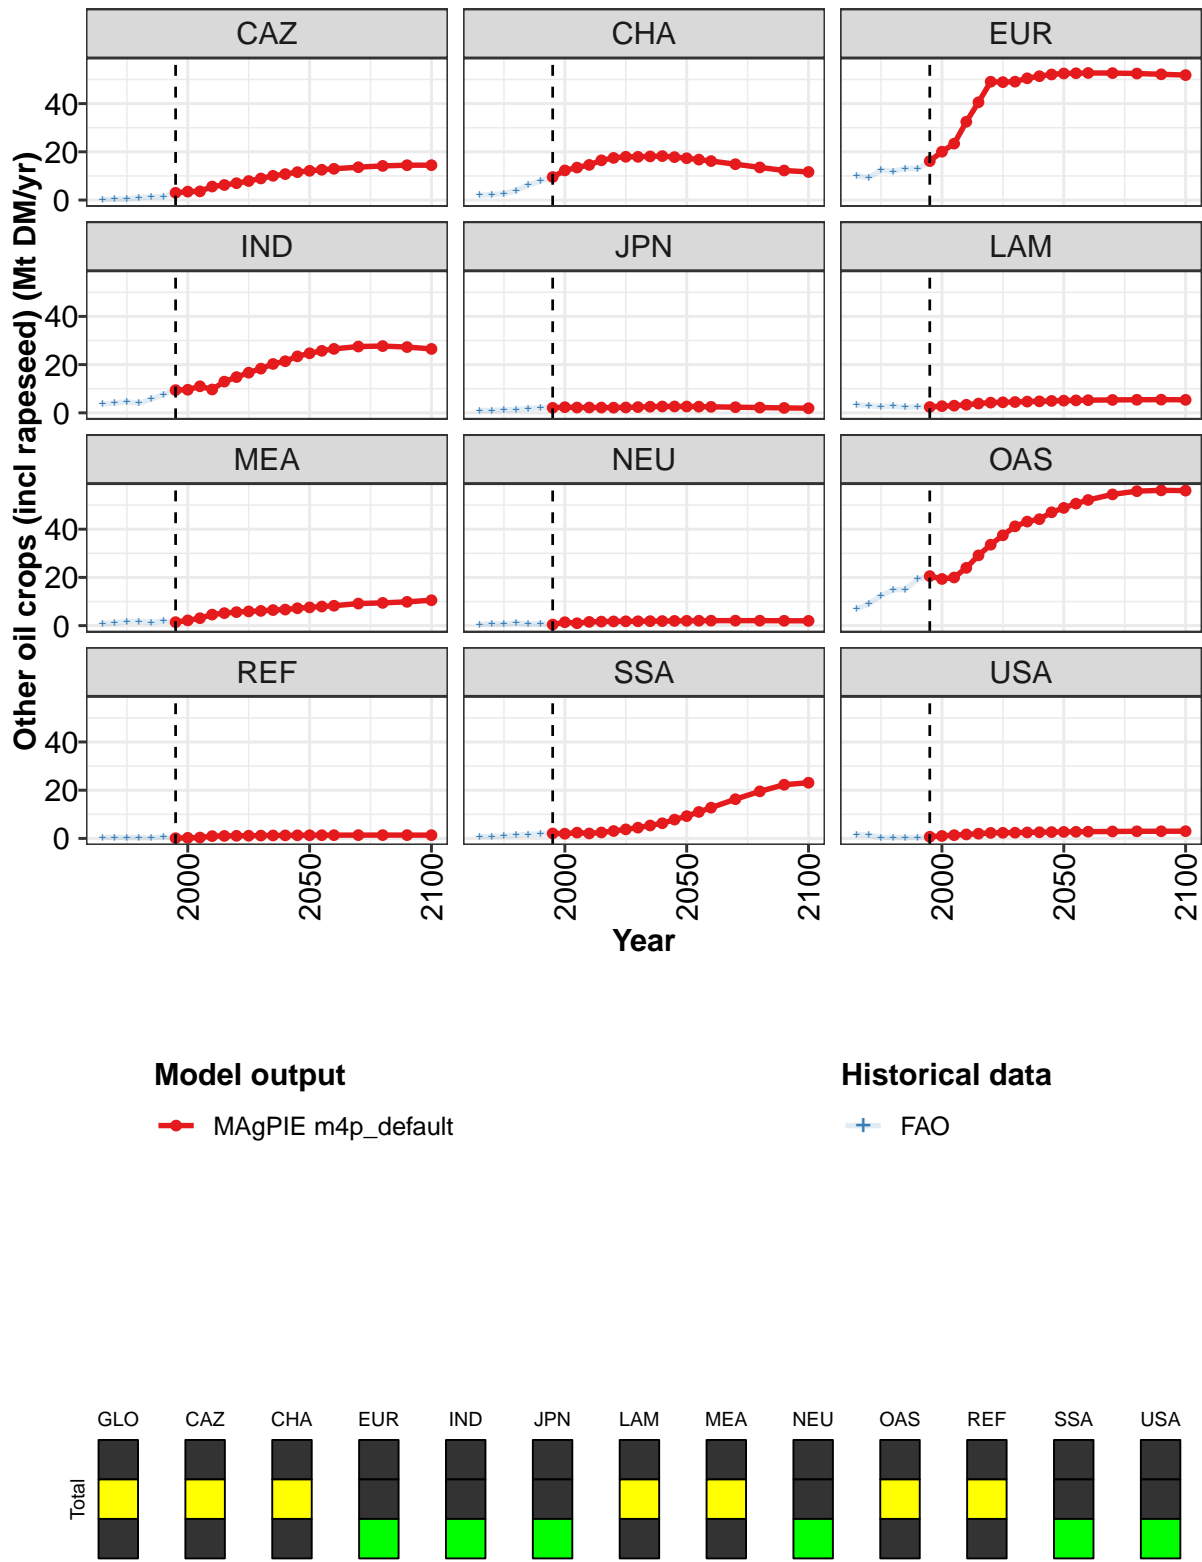 CAZ CHA EUR
40
20
0
IND JPN LAM
40
20
0
MEA NEU OAS
40
20
0
REF SSA USA
40
20
0
Other oil crops (incl rapeseed) (Mt DM/yr)
2000 2050 2100 2000 2050 2100 2000 2050 2100
Year
Model output Historical data
MAgPIE m4p_default FAO
GLO CAZ CHA EUR IND JPN LAM MEA NEU OAS REF SSA USA
Total